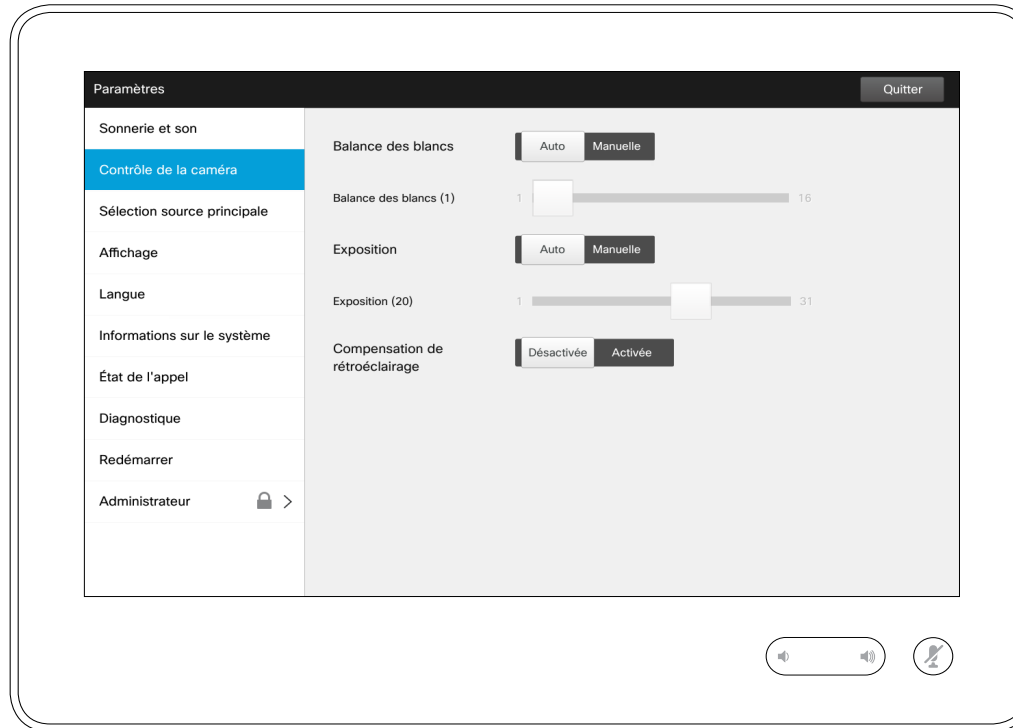 Paramètres
Quitter
Sonnerie et son
Contrôle de la caméra
Sélection source principale
Affichage
Langue
Informations sur le système
État de l'appel
Diagnostique
Redémarrer
Administrateur
Balance des blancs
Auto Manuelle
Balance des blancs (1)
1 16
Exposition
Auto Manuelle
Exposition (20)
1 31
Compensation de
rétroéclairage
Désactivée Activée